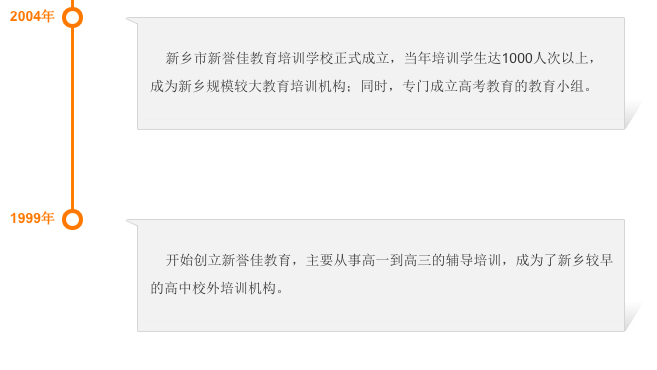 2004年
新乡市新誉佳教育培训学校正式成立，当年培训学生达1000人次以上，
成为新乡规模较大教育培训机构；同时，专门成立高考教育的教育小组。
1999年
开始创立新誉佳教育，主要从事高一到高三的辅导培训，成为了新乡较早
的高中校外培训机构。